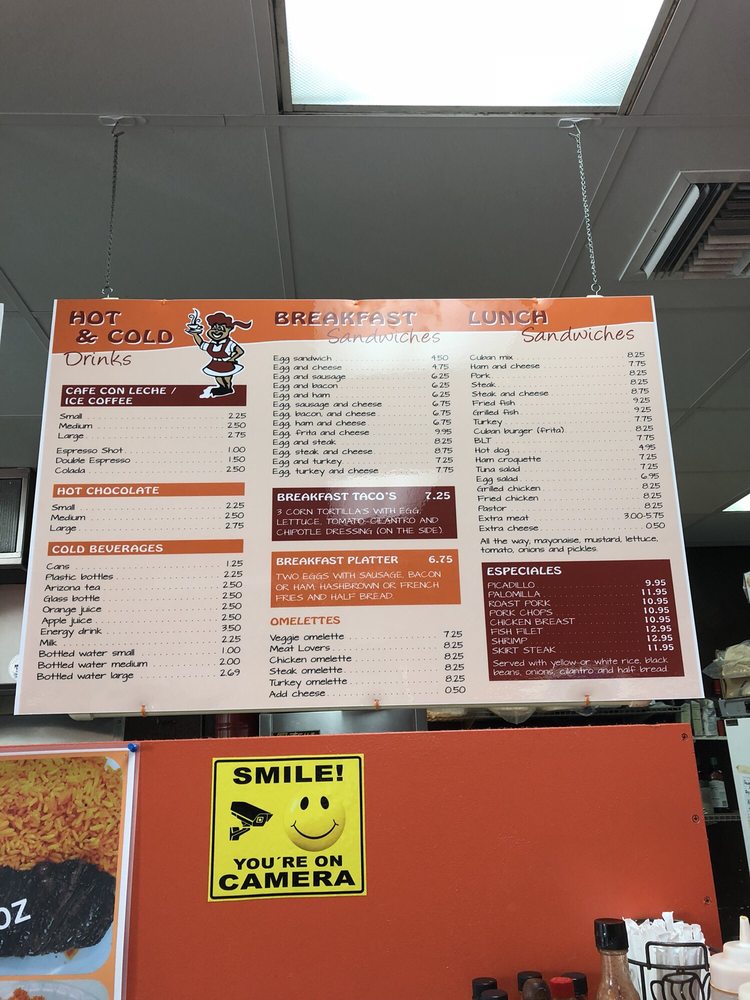 HOT
& COLD
Drinks
CAFE CON LECHE /
ICE COFFEE
Small 2.25
Medium 2.50
Large 2.75
Espresso Shot 1.00
Double Espresso 1.50
Colada 2.50
HOT CHOCOLATE
Small 2.25
Medium 2.50
Large 2.75
COLD BEVERAGES
Cans 1.25
Plastic bottles 2.25
Arizona tea 2.50
Glass bottle 2.50
Orange juice 2.50
Apple juice 2.50
Energy drink 3.50
Milk 2.25
Bottled water small 1.00
Bottled water medium 2.00
Bottled water large 2.69
BREAKFAST
Sandwiches
Egg sandwich 4.50
Egg and cheese 4.75
Egg and sausage 6.25
Egg and bacon 6.25
Egg and ham 6.25
Egg, sausage and cheese 6.75
Egg, bacon, and cheese 6.75
Egg, ham and cheese 6.75
Egg, frita and cheese 9.95
Egg and steak 8.25
Egg, steak and cheese 8.75
Egg and turkey 7.25
Egg, turkey and cheese 7.75
BREAKFAST TACO'S 7.25
3 CORN TORTILLA'S WITH EGG,
LETTUCE, TOMATO CILANTRO AND
CHIPOTLE DRESSING (ON THE SIDE)
BREAKFAST PLATTER 6.75
TWO EGGS WITH SAUSAGE, BACON
OR HAM, HASHBROWN OR FRENCH
FRIES AND HALF BREAD.
OMELETTES
Veggie omelette 7.25
Meat Lovers 8.25
Chicken omelette 8.25
Steak omelette 8.25
Turkey omelette 8.25
Add cheese 0.50
LUNCH
Sandwiches
Cuban mix 8.25
Ham and cheese 7.75
Pork 8.25
Steak 8.25
Steak and cheese 8.75
Fried fish 9.25
Grilled fish 9.25
Turkey 7.75
Cuban burger (frita) 8.25
BLT 7.75
Hot dog 4.95
Ham croquette 7.25
Tuna salad 7.25
Egg salad 6.95
Grilled chicken 8.25
Fried chicken 8.25
Pastor 8.25
Extra meat 3.00-5.75
Extra cheese 0.50
All the way, mayonaise, mustard, lettuce,
tomato, onions and pickles.
ESPECIALES
PICADILLO 9.95
PALOMILLA 11.95
ROAST PORK 10.95
PORK CHOPS 10.95
CHICKEN BREAST 10.95
FISH FILET 12.95
SHRIMP 12.95
SKIRT STEAK 11.95
Served with yellow or white rice, black
beans, onions, cilantro and half bread.
SMILE!
YOU'RE ON
CAMERA
OZ